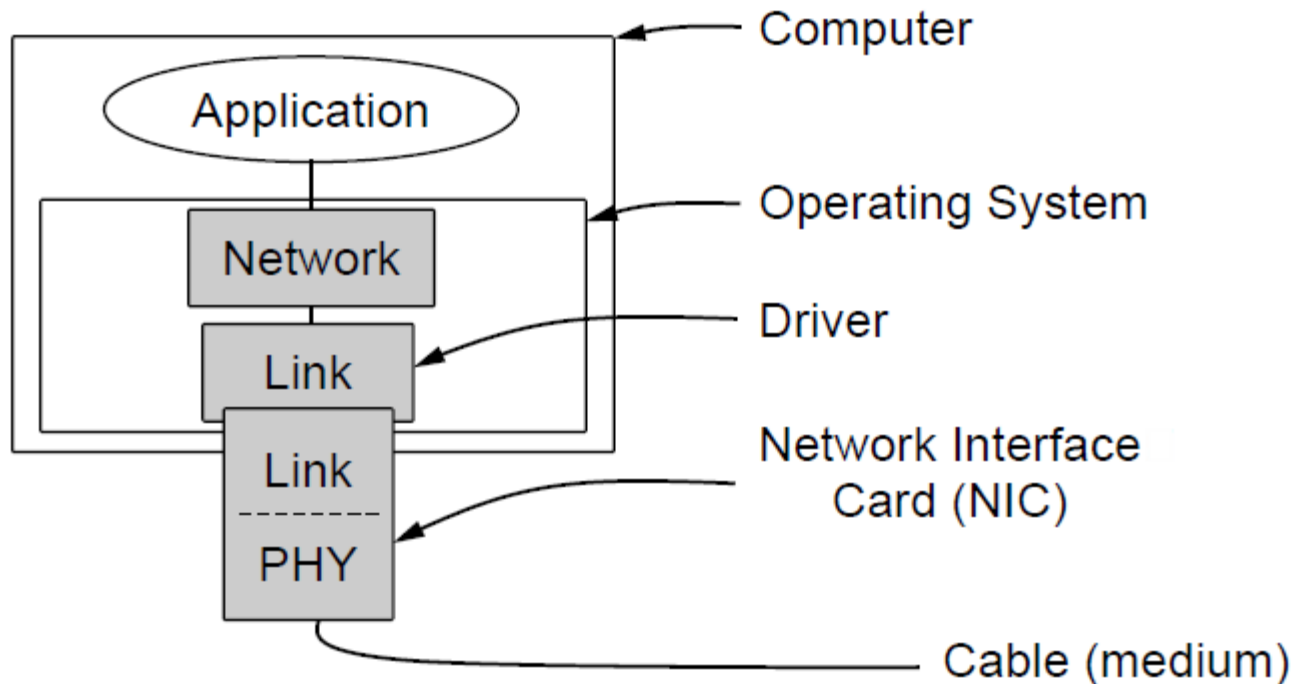 Computer
Application
Operating System
Network
Driver
Link
Network Interface
Card (NIC)
Link
PHY
Cable (medium)